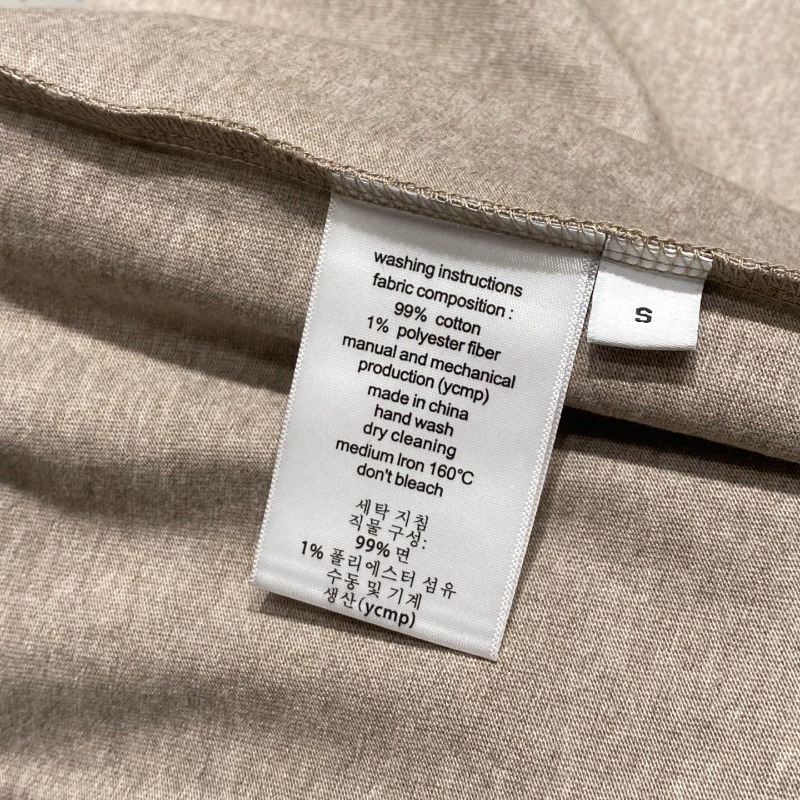 washing instructions
fabric composition :
99% cotton
1% polyester fiber
manual and mechanical
production (ycmp)
made in china
hand wash
dry cleaning
medium Iron 160℃
don't bleach
세탁 지침
직물 구성:
99% 면
1% 폴리에스터 섬유
수동 및 기계
생산(ycmp)
S